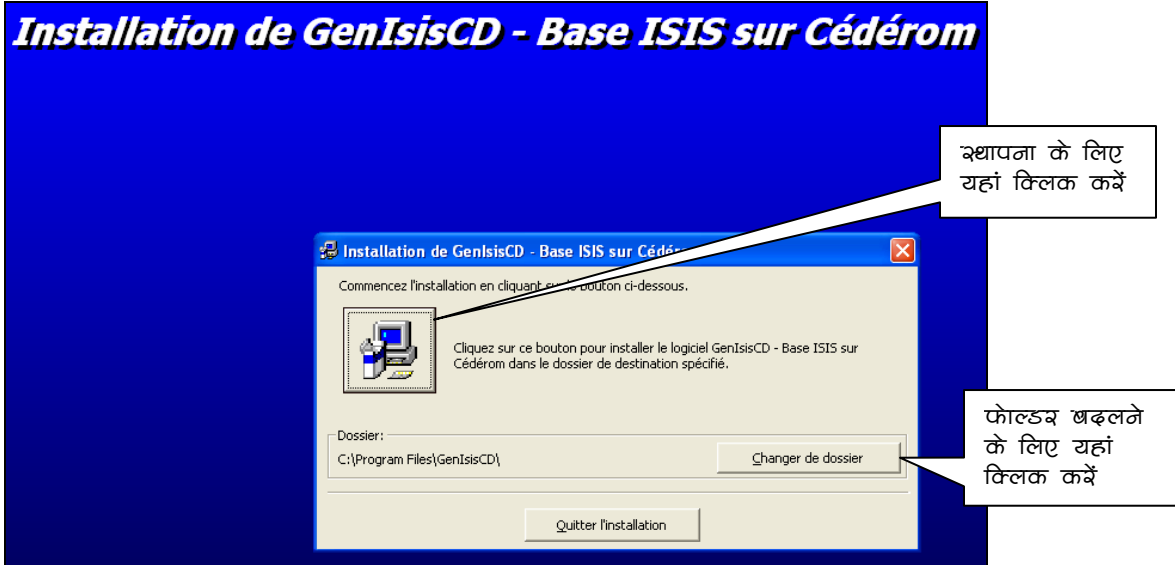 Installation de GenIsisCD - Base ISIS sur Cédérom
स्थापना के लिए
यहां क्लिक करें
Installation de GenIsisCD - Base ISIS sur Cédér
Commencez l'installation en cliquant sur le bouton ci-dessous.
Cliquez sur ce bouton pour installer le logiciel GenIsisCD - Base ISIS sur
Cédérom dans le dossier de destination spécifié.
फोल्डर बदलने
के लिए यहां
क्लिक करें
Dossier:
C:\Program Files\GenIsisCD\
Changer de dossier
Quitter l'installation